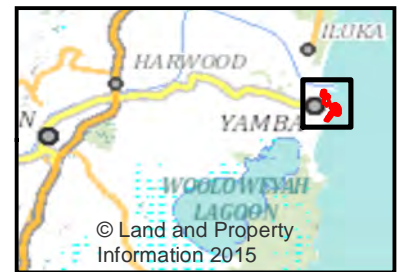 ILUKA
HARWOOD
N
YAMBA
WOOLOWEYAH
LAGOON
© Land and Property
Information 2015